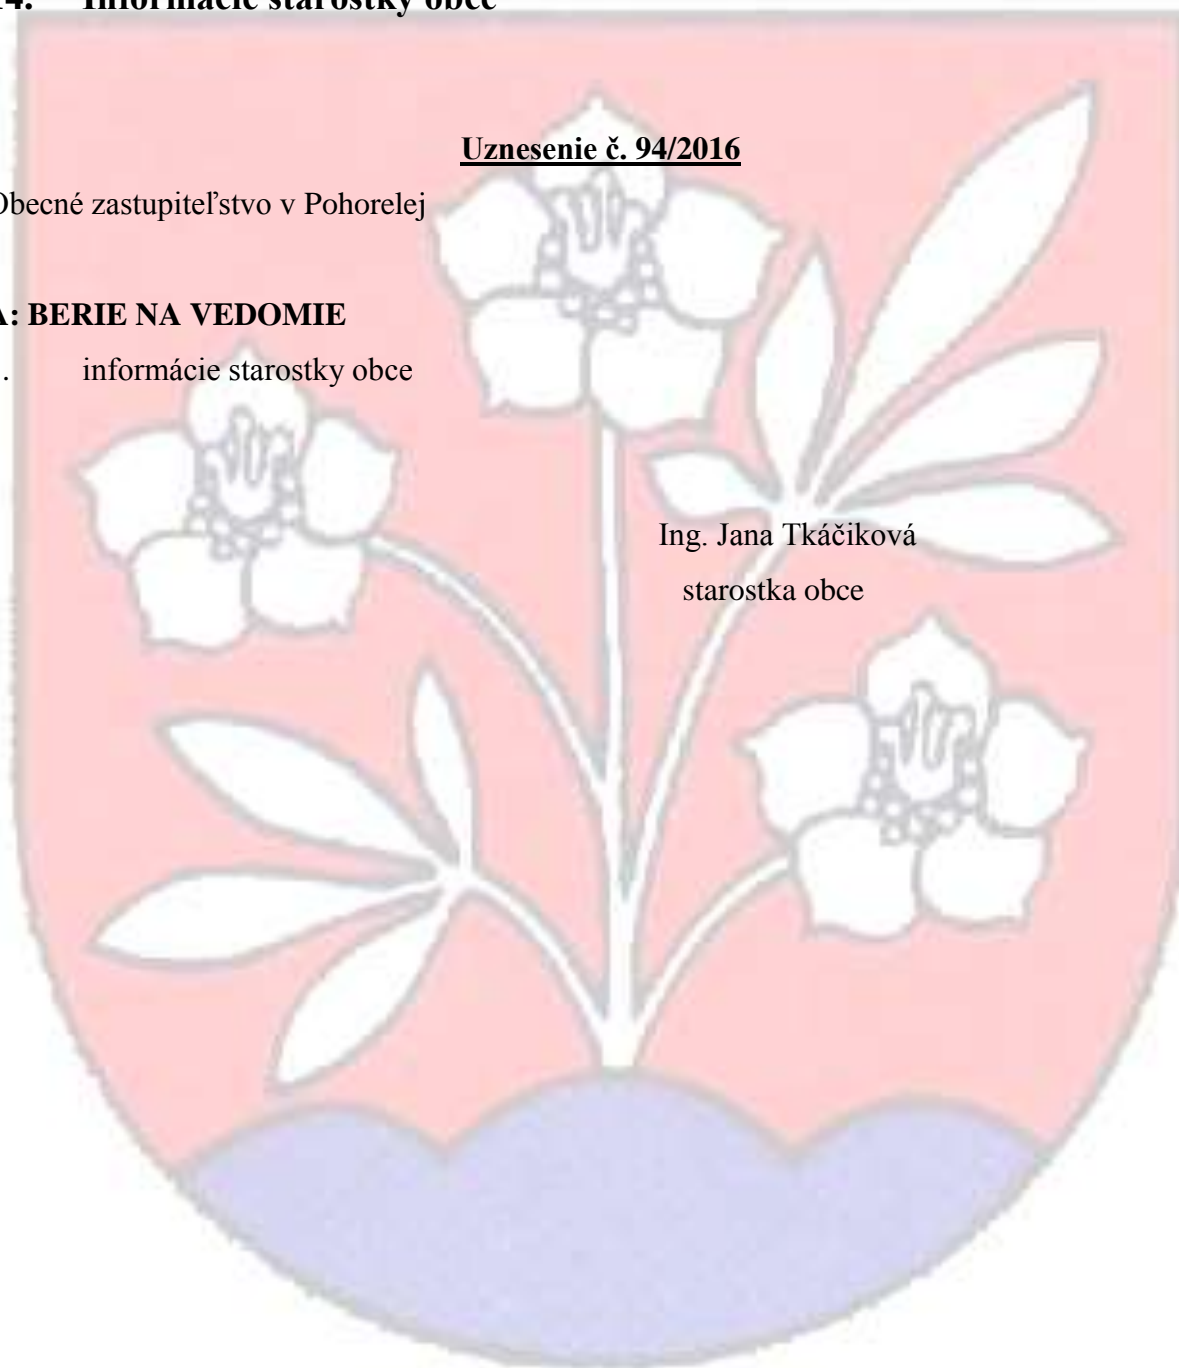 4. Informácie starostky obce
Uznesenie č. 94/2016
Obecné zastupiteľstvo v Pohorelej
A: BERIE NA VEDOMIE
. informácie starostky obce
Ing. Jana Tkáčiková
starostka obce